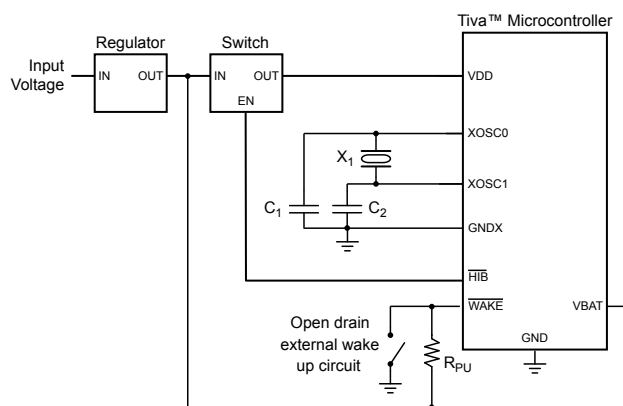 Tiva™ Microcontroller
Regulator
Switch
Input
Voltage
IN
OUT
IN
OUT
EN
VDD
XOSC0
X1
XOSC1
C1
C2
GNDX
HIB
WAKE
VBAT
Open drain
external wake
up circuit
RPU
GND